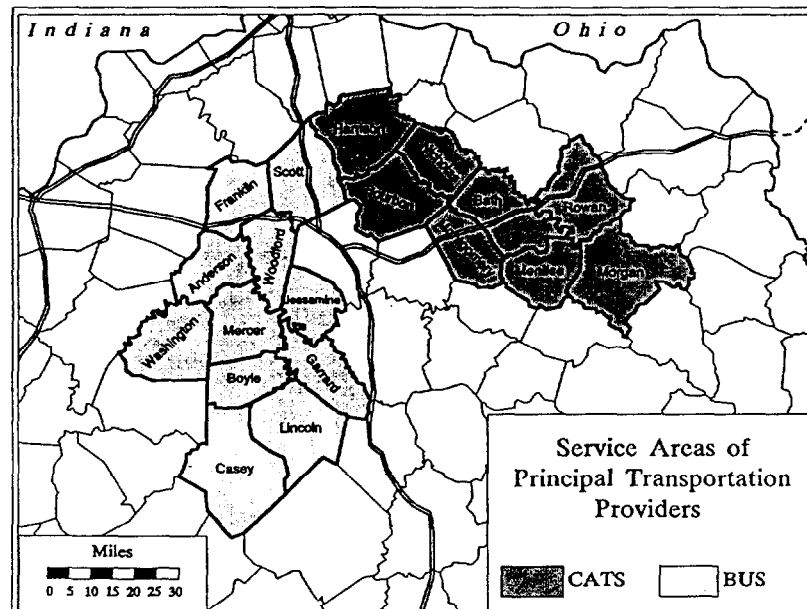 Indiana
Ohio
Harrison
Scott
Franklin
Bath
Rowan
Woodford
Anderson
Menifee
Morgan
Jessamine
Washington
Mercer
Garrard
Boyle
Lincoln
Casey
Service Areas of
Principal Transportation
Providers
Miles
0 5 10 15 20 25 30
CATS BUS